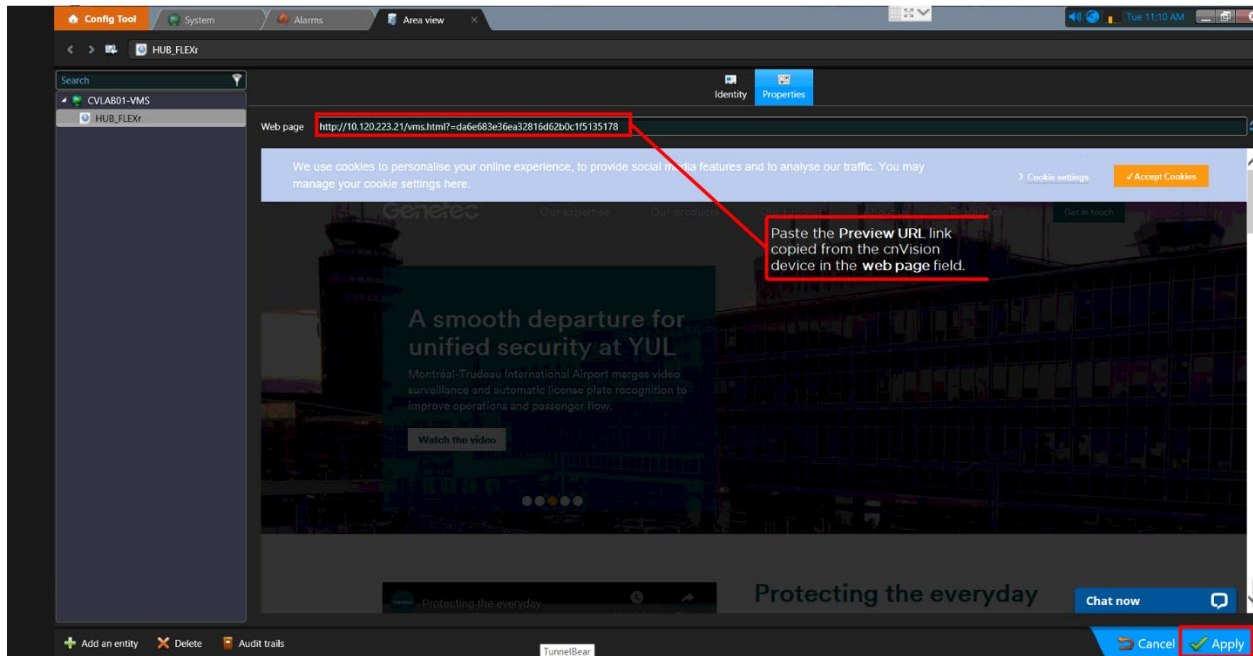 Config Tool
System
Alarms
Area view
Tue 11:10 AM
HUB_FLEXr
Search
CVLAB01-VMS
HUB_FLEXr
Identity
Properties
Web page
http://10.120.223.21/vms.html?=da6e683e36ea32816d62b0c1f5135178
We use cookies to personalise your online experience, to provide social media features and to analyse our traffic. You may
manage your cookie settings here.
Cookie settings
Accept Cookies
Genetec
Our expertise
Our products
Get in touch
Paste the Preview URL link
copied from the cnVision
device in the web page field.
A smooth departure for
unified security at YUL
Montréal-Trudeau International Airport merges video
surveillance and automatic license plate recognition to
improve operations and passenger flow.
Watch the video
Protecting the everyday
Protecting the everyday
Chat now
Add an entity
Delete
Audit trails
TunnelBear
Cancel
Apply